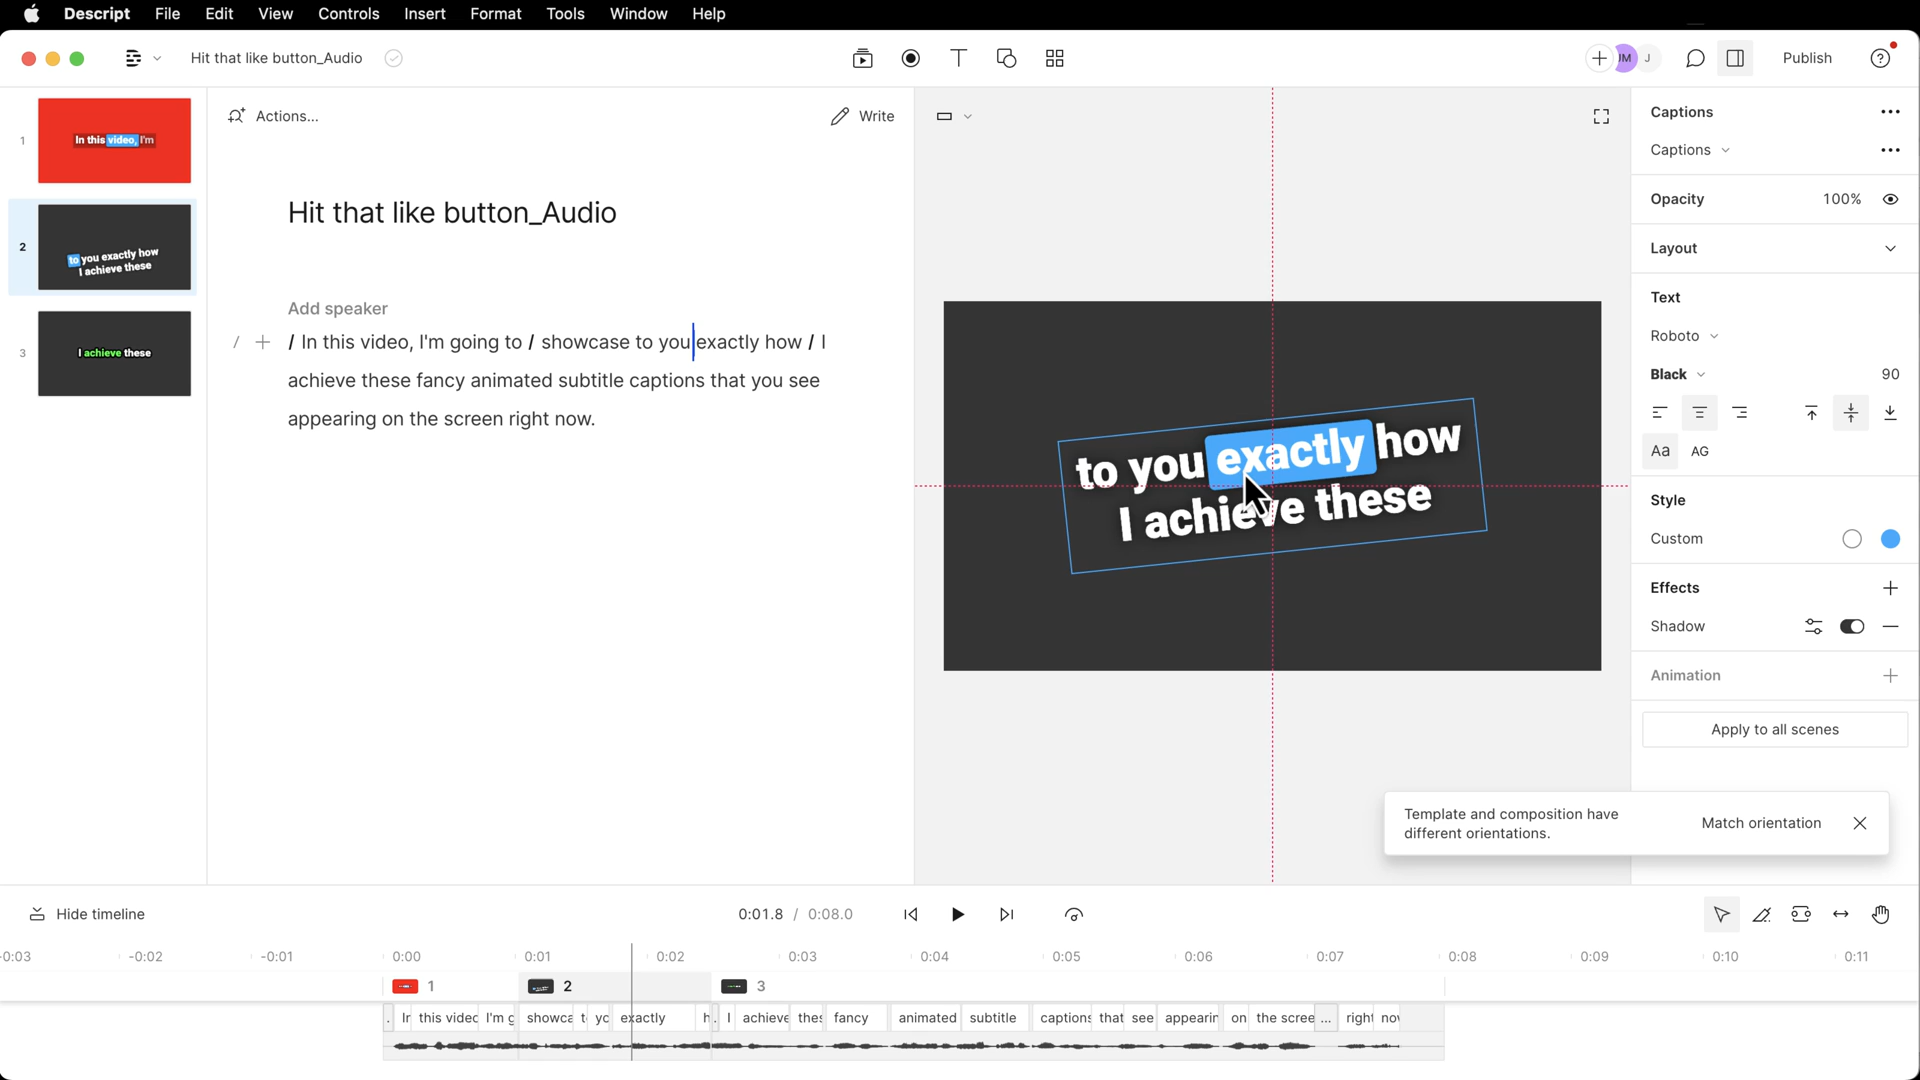 Descript File Edit View Controls Insert Format Tools Window Help
Hit that like button_Audio
JM J
Publish
1
In this video, I'm
2
to you exactly how
I achieve these
3
I achieve these
Actions...
Write
Hit that like button_Audio
Add speaker
/ + / In this video, I'm going to / showcase to you exactly how / I
achieve these fancy animated subtitle captions that you see
appearing on the screen right now.
to you exactly how
I achieve these
Captions
Captions
Opacity 100%
Layout
Text
Roboto
Black 90
Aa AG
Style
Custom
Effects
Shadow
Animation
Apply to all scenes
Template and composition have
different orientations.
Match orientation
Hide timeline
0:01.8 / 0:08.0
-0:03 -0:02 -0:01 0:00 0:01 0:02 0:03 0:04 0:05 0:06 0:07 0:08 0:09 0:10 0:11
1 2 3
this I'm I fancy animated subtitle that see on the right